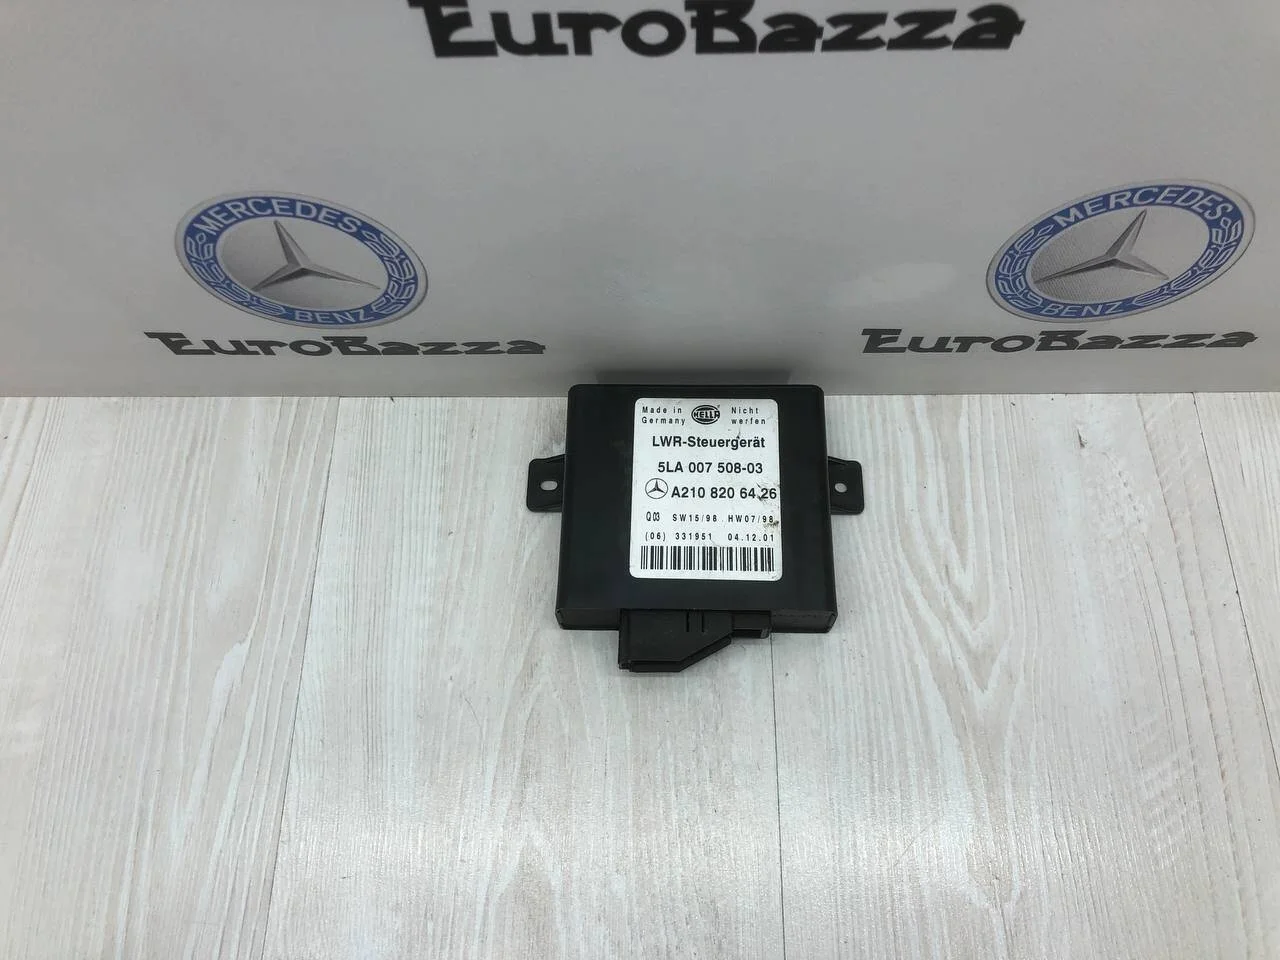 EuroBazza
MERCEDES
BENZ
EuroBazza
MERCEDES
BENZ
EuroBazza
Made in Germany
HELLA
Nicht werfen
LWR-Steuergerät
5LA 007 508-03
A210 820 64 26
Q03 SW15/98 HW07/98
(06) 331951 04.12.01